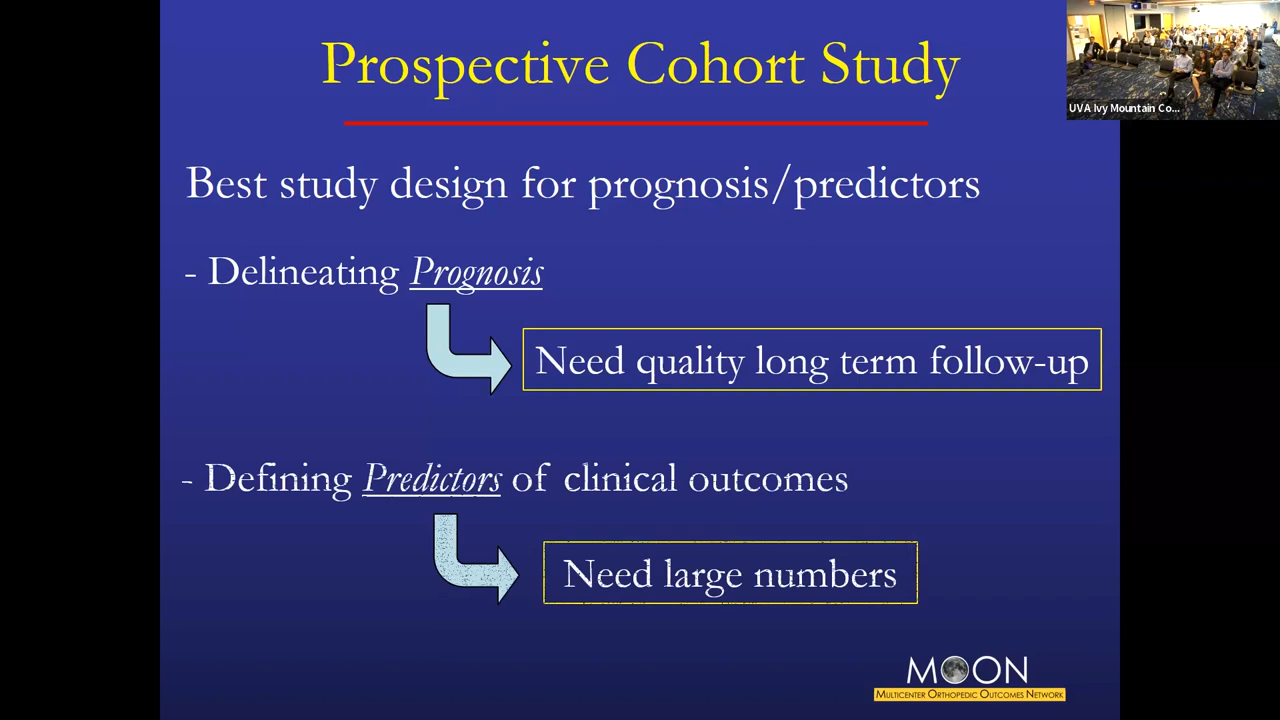 Prospective Cohort Study
UVA Ivy Mountain Co...
Best study design for prognosis/predictors
- Delineating Prognosis
Need quality long term follow-up
- Defining Predictors of clinical outcomes
Need large numbers
MOON
MULTICENTER ORTHOPEDIC OUTCOMES NETWORK